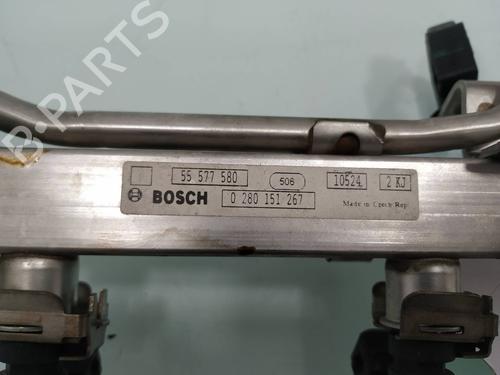 55 577 580 506 10524 2 KJ
BOSCH 0 280 151 267 Made in Czech Rep.
B-PARTS